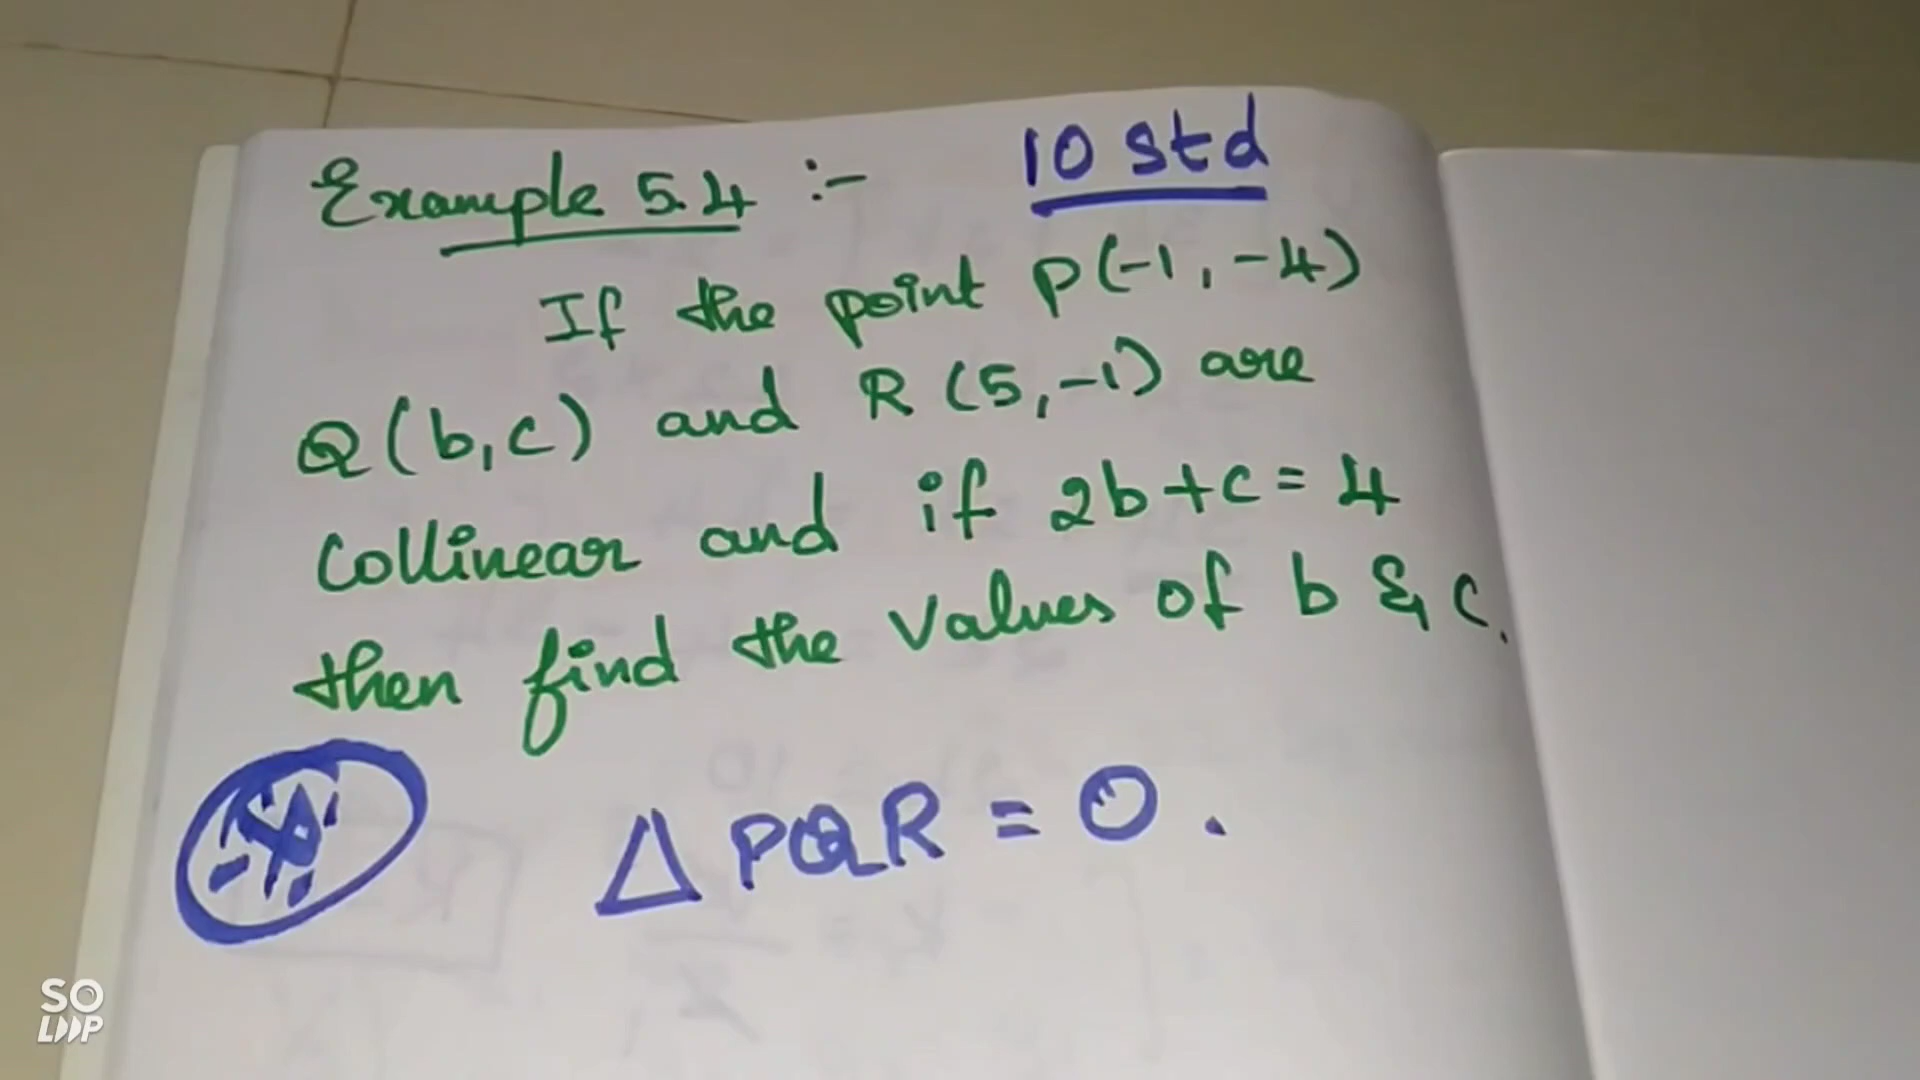 Example 5.4 :- 10 std
If the point P(-1, -4)
Q(b,c) and R (5,-1) are
Collinear and if 2b+c= 4
then find the values of b & c.
Δ PQR = 0.
SO
LOOP